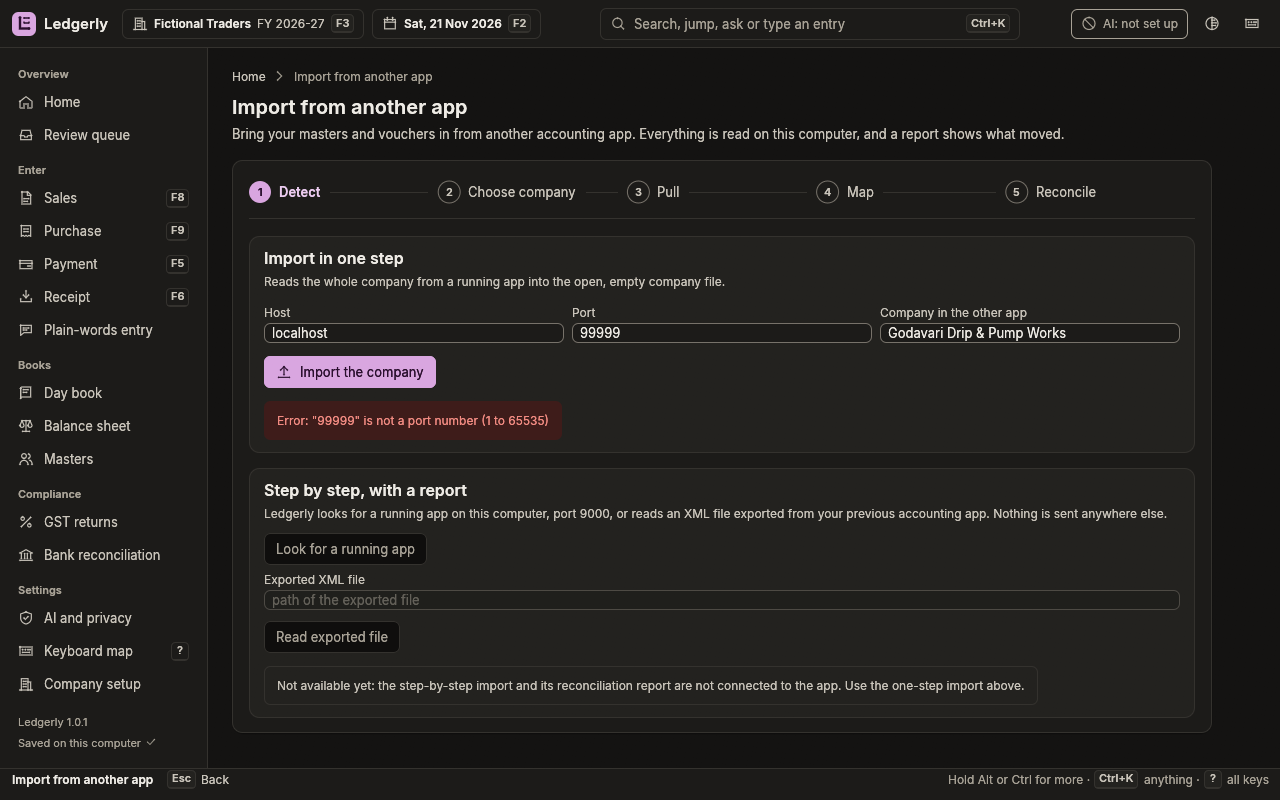 Ledgerly
Fictional Traders FY 2026-27 F3
Sat, 21 Nov 2026 F2
Search, jump, ask or type an entry Ctrl+K
AI: not set up
Overview
Home
Review queue
Enter
Sales F8
Purchase F9
Payment F5
Receipt F6
Plain-words entry
Books
Day book
Balance sheet
Masters
Compliance
GST returns
Bank reconciliation
Settings
AI and privacy
Keyboard map ?
Company setup
Ledgerly 1.0.1
Saved on this computer
Home > Import from another app
Import from another app
Bring your masters and vouchers in from another accounting app. Everything is read on this computer, and a report shows what moved.
1 Detect 2 Choose company 3 Pull 4 Map 5 Reconcile
Import in one step
Reads the whole company from a running app into the open, empty company file.
Host Port Company in the other app
localhost 99999 Godavari Drip & Pump Works
Import the company
Error: "99999" is not a port number (1 to 65535)
Step by step, with a report
Ledgerly looks for a running app on this computer, port 9000, or reads an XML file exported from your previous accounting app. Nothing is sent anywhere else.
Look for a running app
Exported XML file
path of the exported file
Read exported file
Not available yet: the step-by-step import and its reconciliation report are not connected to the app. Use the one-step import above.
Import from another app Esc Back
Hold Alt or Ctrl for more · Ctrl+K anything · ? all keys